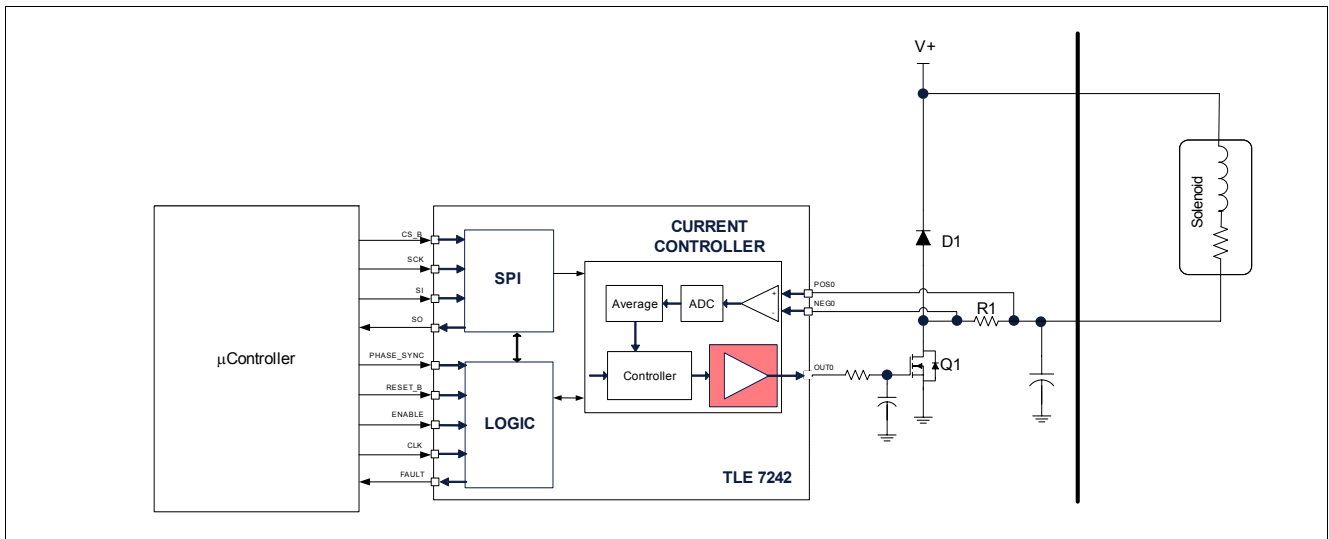 V+
Solenoid
CURRENT
CONTROLLER
CS_B
SCK
SI
SO
PHASE_SYNC
RESET_B
ENABLE
CLK
FAULT
µController
SPI
LOGIC
Average
ADC
+
-
Controller
POS0
NEG0
OUT0
D1
R1
Q1
TLE 7242